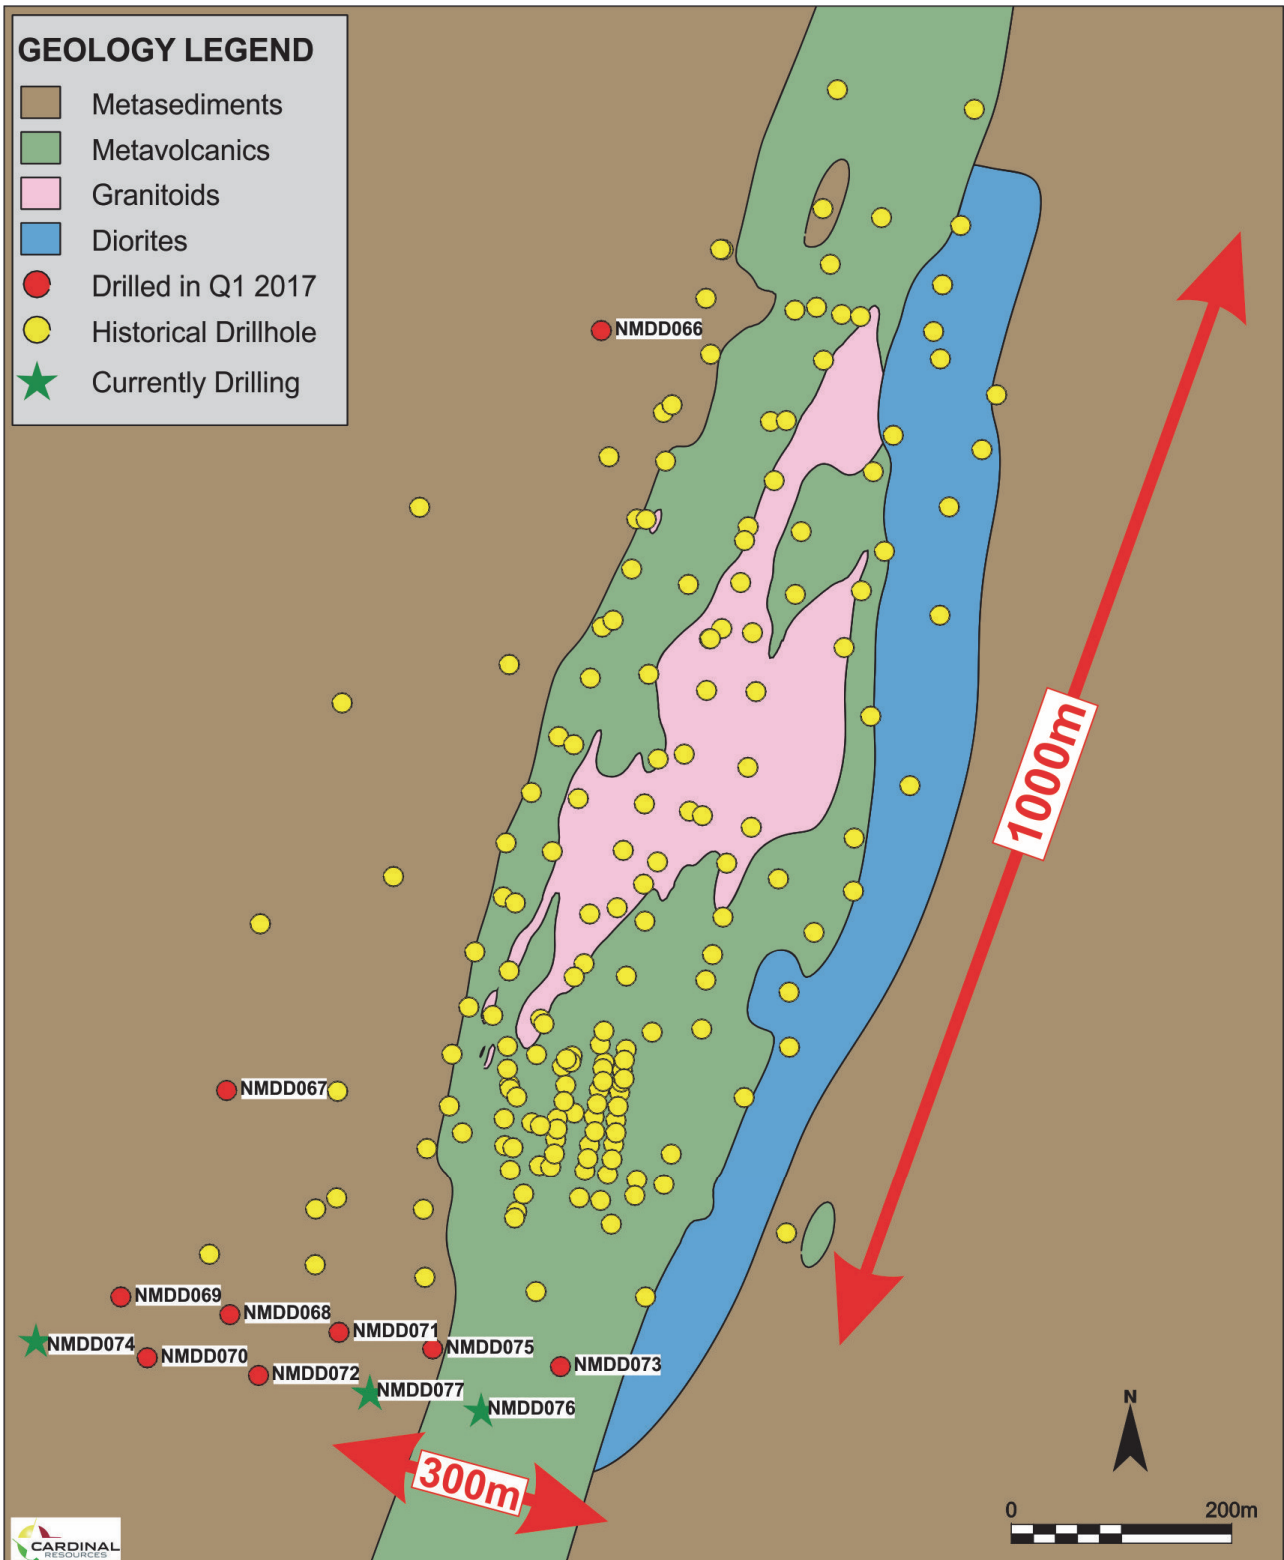 GEOLOGY LEGEND
Metasediments
Metavolcanics
Granitoids
Diorites
Drilled in Q1 2017
Historical Drillhole
Currently Drilling
NMDD066
1000m
NMDD067
NMDD069
NMDD068
NMDD071
NMDD075
NMDD073
NMDD074
NMDD070
NMDD072
NMDD077
NMDD076
300m
N
0 200m
CARDINAL
RESOURCES